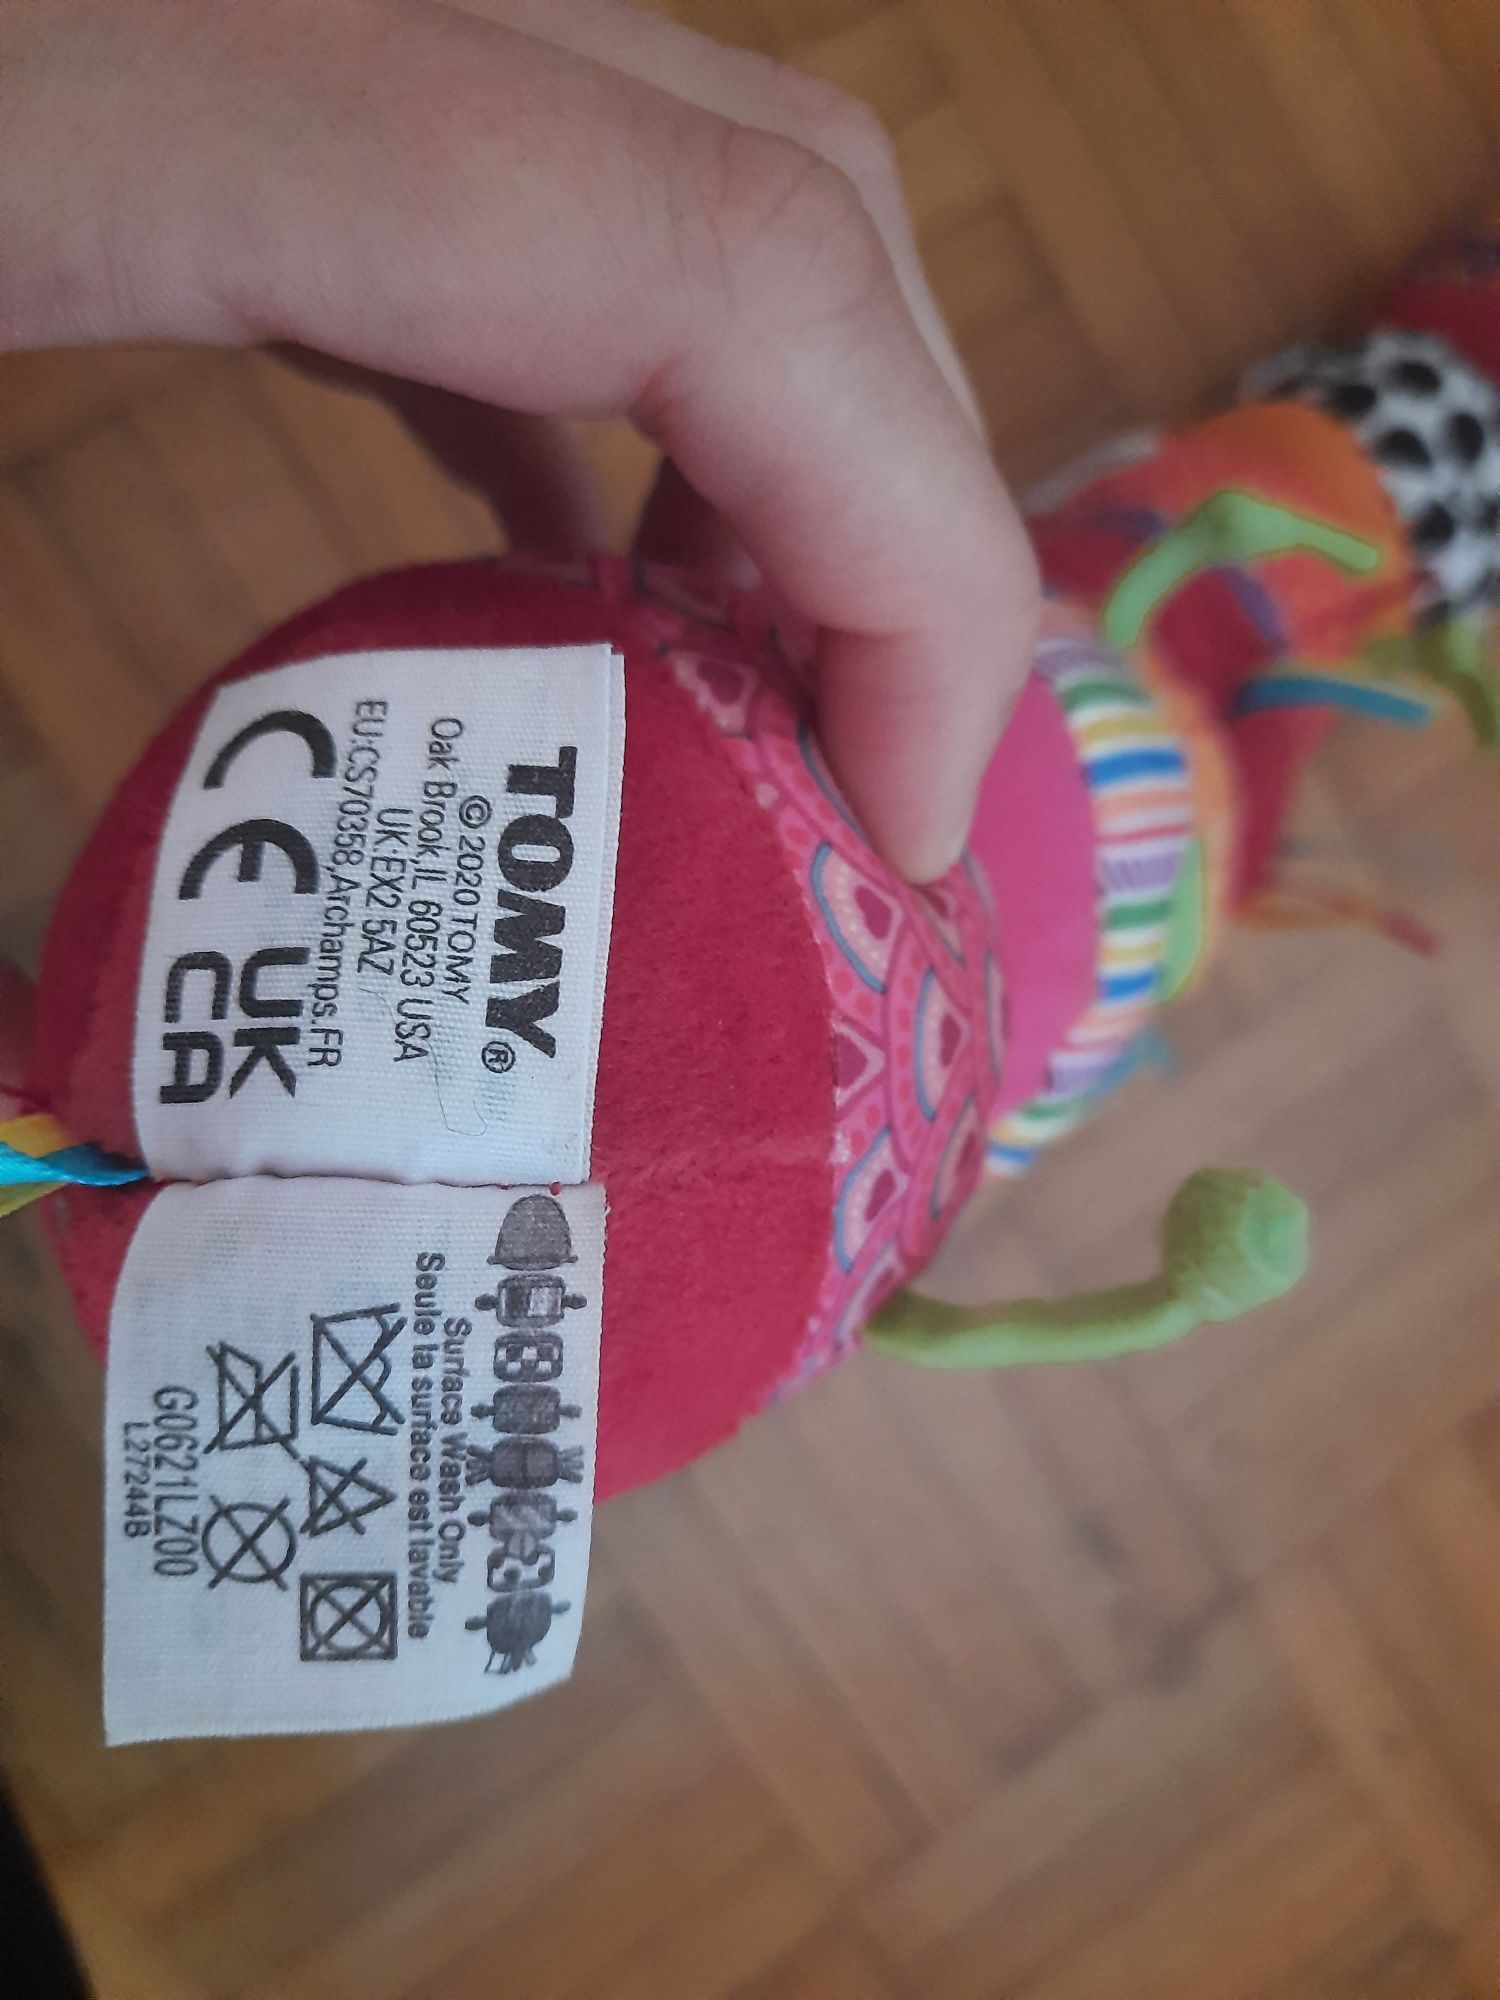 TOMY®
©2020 TOMY
Oak Brook, IL 60523 USA
UK:EX2 5AZ
EU:CS70358,Archamps,FR
CE UK
CA
Surface Wash Only
Seule la surface est lavable
G0621LZ00
L27244B